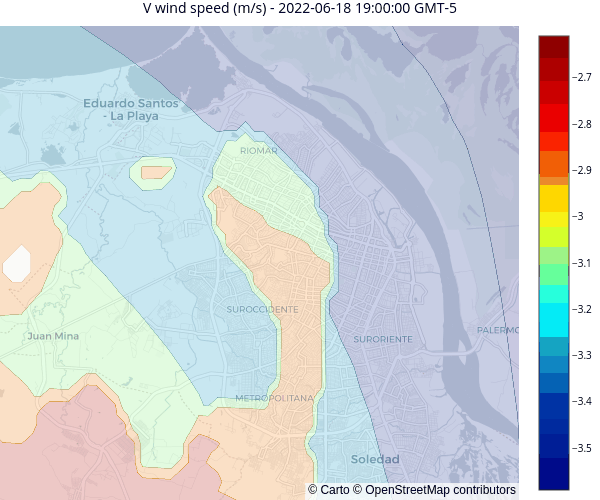 V wind speed (m/s) - 2022-06-18 19:00:00 GMT-5
Eduardo Santos
- La Playa
RIOMAR
SUROCCIDENTE
Juan Mina
SURORIENTE
PALERMO
METROPOLITANA
Soledad
© Carto © OpenStreetMap contributors
−2.7
−2.8
−2.9
−3
−3.1
−3.2
−3.3
−3.4
−3.5